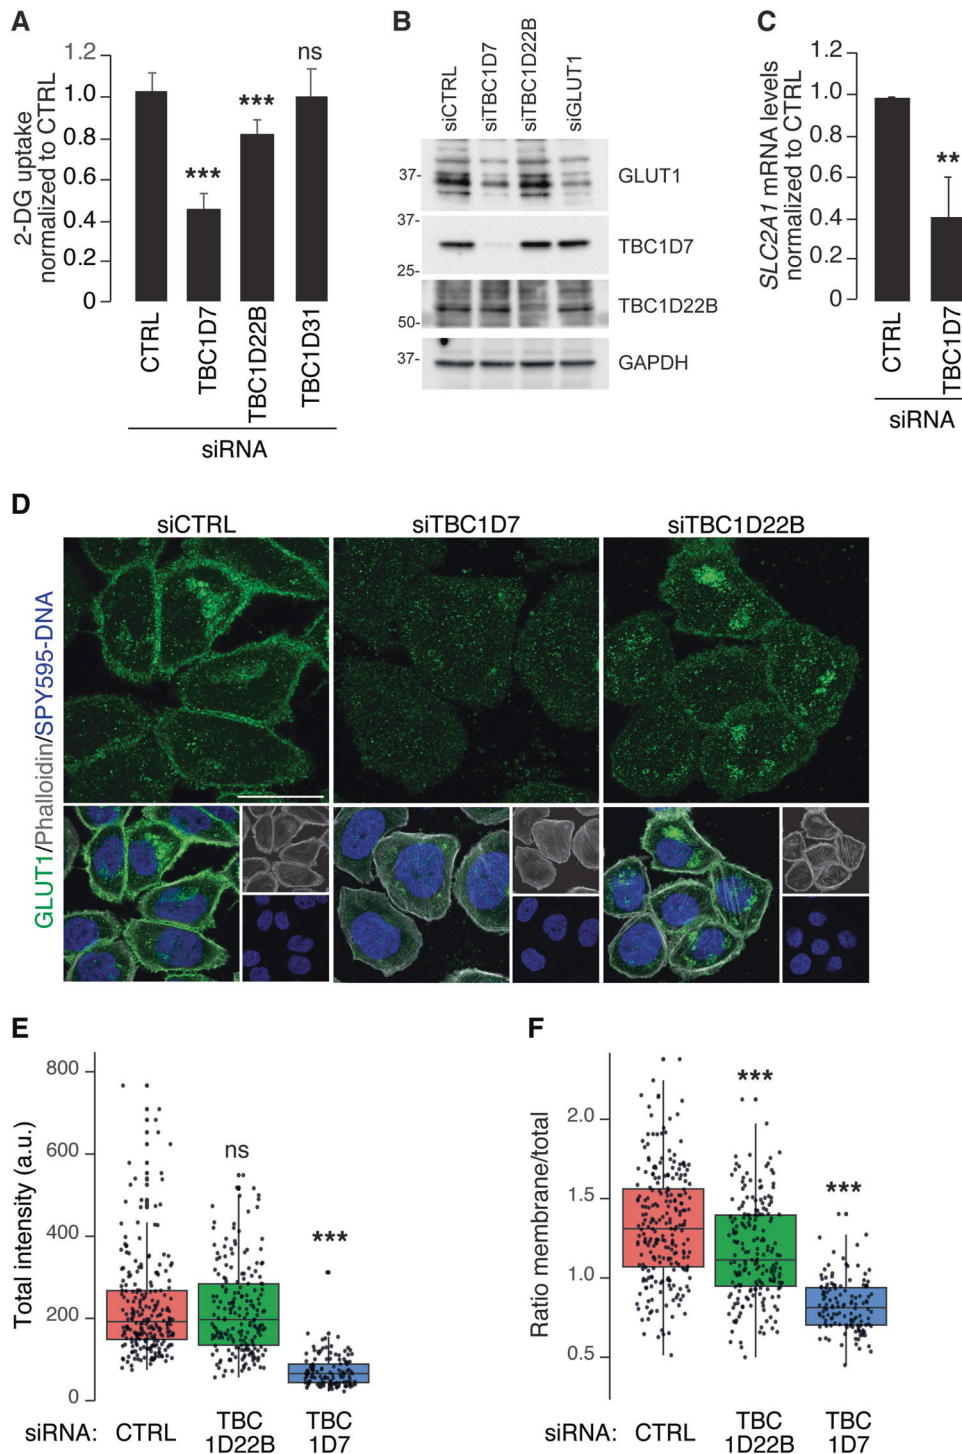 A
2-DG uptake
normalized to CTRL
1.2
1.0
0.8
0.6
0.4
0.2
0
***
***
ns
CTRL
TBC1D7
TBC1D22B
TBC1D31
siRNA
B
siCTRL
siTBC1D7
siTBC1D22B
siGLUT1
37-
GLUT1
37-
25-
TBC1D7
50-
TBC1D22B
37-
GAPDH
C
SLC2A1 mRNA levels
normalized to CTRL
1.2
1.0
0.8
0.6
0.4
0.2
0
**
CTRL
TBC1D7
siRNA
D
siCTRL
siTBC1D7
siTBC1D22B
GLUT1/Phalloidin/SPY595-DNA
E
Total intensity (a.u.)
800
600
400
200
0
ns
***
siRNA:
CTRL
TBC
1D22B
TBC
1D7
F
Ratio membrane/total
2.0
1.5
1.0
0.5
***
***
siRNA:
CTRL
TBC
1D22B
TBC
1D7